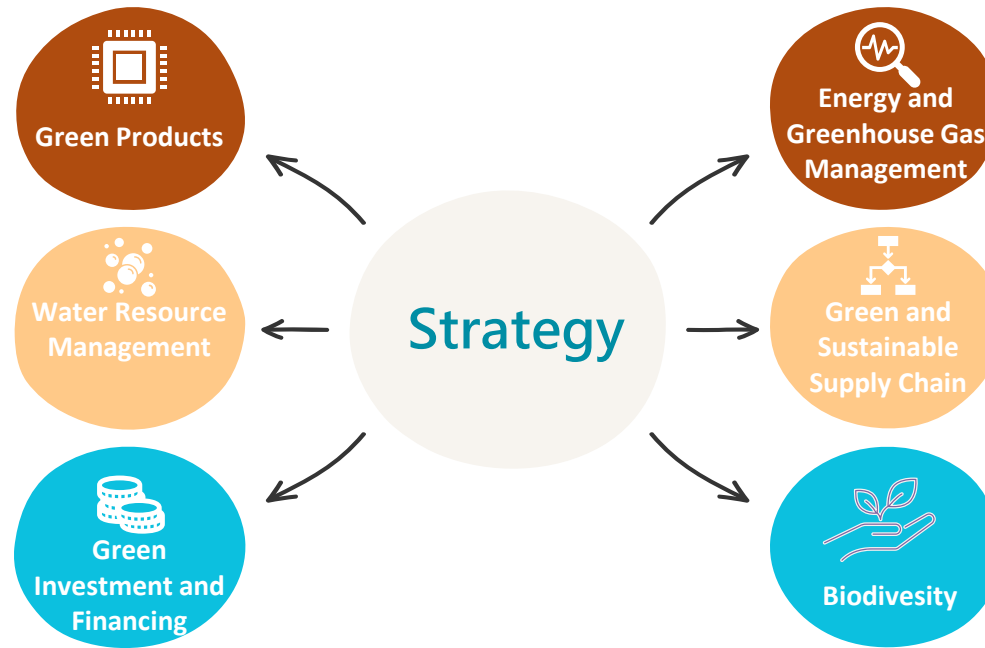 Green Products
Energy and
Greenhouse Gas
Management
Strategy
Water Resource
Management
Green and
Sustainable
Supply Chain
Green
Investment and
Financing
Biodivesity